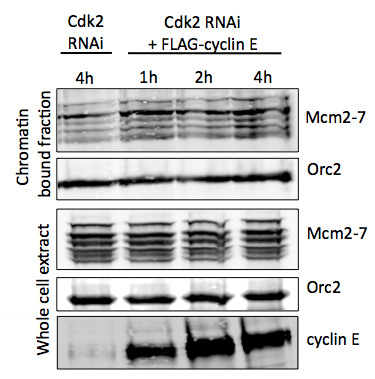 Cdk2
RNAi
Cdk2 RNAi
+ FLAG-cyclin E
4h
1h
2h
4h
Chromatin
bound fraction
Mcm2-7
Orc2
Whole cell extract
Mcm2-7
Orc2
cyclin E